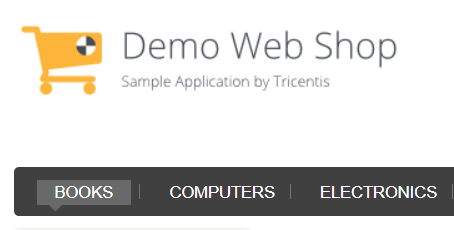 Demo Web Shop
Sample Application by Tricentis
BOOKS | COMPUTERS | ELECTRONICS |